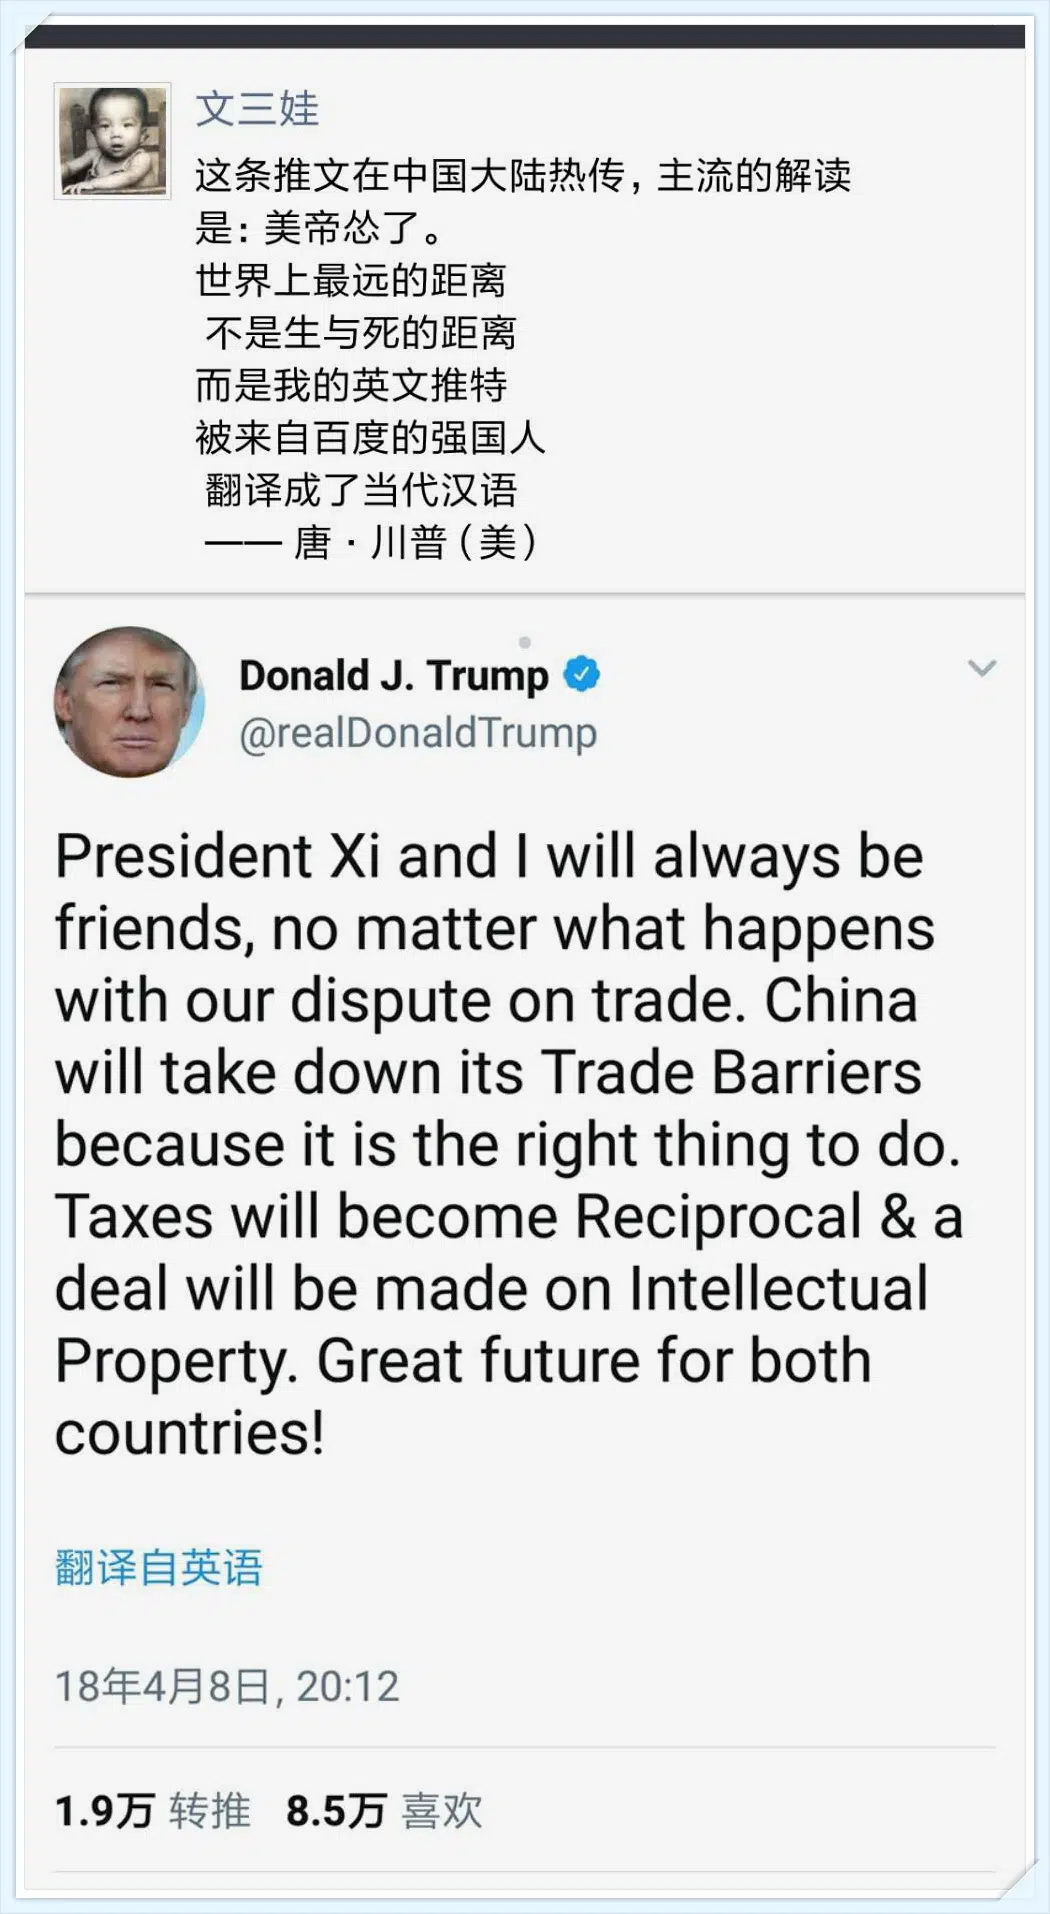 文三娃
这条推文在中国大陆热传，主流的解读
是：美帝怂了。
世界上最远的距离
不是生与死的距离
而是我的英文推特
被来自百度的强国人
翻译成了当代汉语
—— 唐·川普（美）
Donald J. Trump
@realDonaldTrump
President Xi and I will always be
friends, no matter what happens
with our dispute on trade. China
will take down its Trade Barriers
because it is the right thing to do.
Taxes will become Reciprocal & a
deal will be made on Intellectual
Property. Great future for both
countries!
翻译自英语
18年4月8日, 20:12
1.9万 转推 8.5万 喜欢